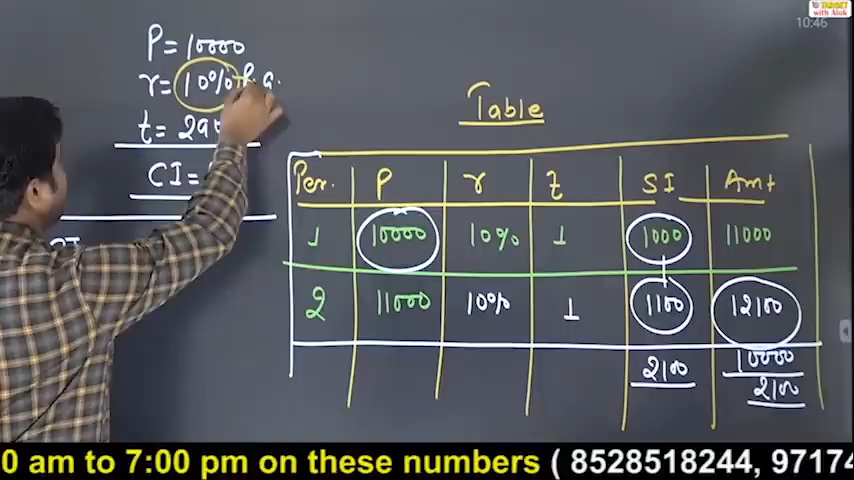 TARGET
with Alok
10:46
P = 10000
r = 10% P.a.
t = 2
CI =
Table
Per. P r t SI Amt
1 10000 10% 1 1000 11000
2 11000 10% 1 1100 12100
2100 10000
2100
0 am to 7:00 pm on these numbers ( 8528518244, 97174